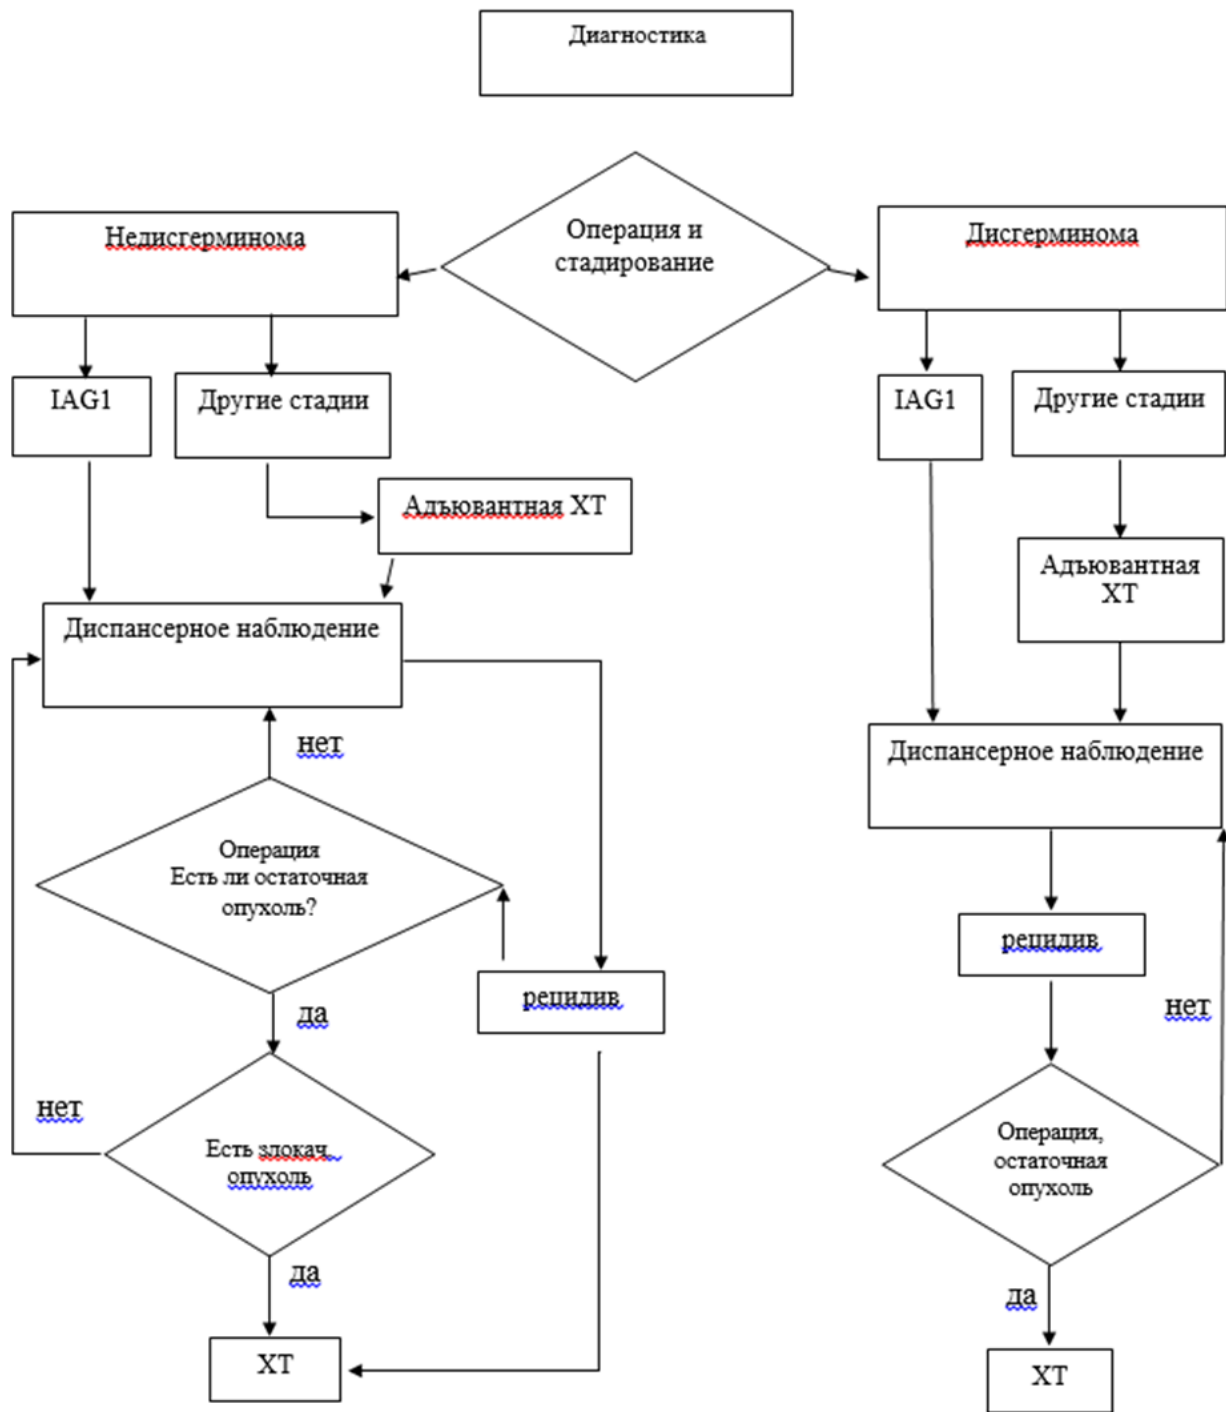 Диагностика
Операция и
стадирование
Недисгерминома
Дисгерминома
IAG1
Другие стадии
IAG1
Другие стадии
Адъювантная ХТ
Адъювантная
ХТ
Диспансерное наблюдение
Диспансерное наблюдение
нет
Операция
Есть ли остаточная
опухоль?
рецидив
рецидив
да
нет
нет
Есть злокач.
опухоль
Операция,
остаточная
опухоль
да
да
ХТ
ХТ